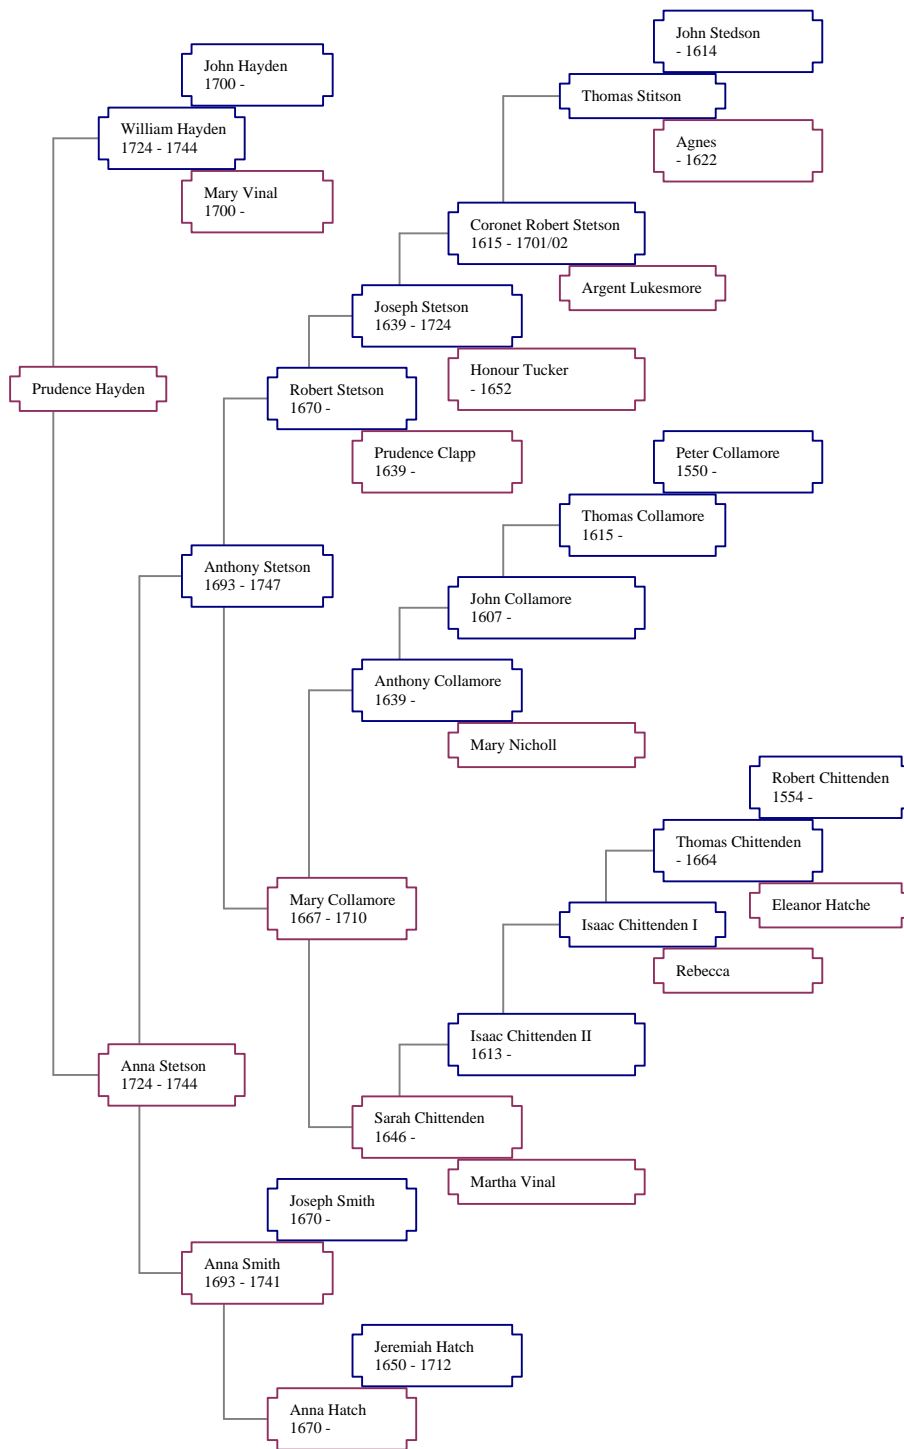 John Stedson
- 1614
John Hayden
1700 -
Thomas Stitson
William Hayden
1724 - 1744
Agnes
- 1622
Mary Vinal
1700 -
Coronet Robert Stetson
1615 - 1701/02
Argent Lukesmore
Joseph Stetson
1639 - 1724
Honour Tucker
- 1652
Prudence Hayden
Robert Stetson
1670 -
Prudence Clapp
1639 -
Peter Collamore
1550 -
Thomas Collamore
1615 -
Anthony Stetson
1693 - 1747
John Collamore
1607 -
Anthony Collamore
1639 -
Mary Nicholl
Robert Chittenden
1554 -
Thomas Chittenden
- 1664
Mary Collamore
1667 - 1710
Eleanor Hatche
Isaac Chittenden I
Rebecca
Isaac Chittenden II
1613 -
Anna Stetson
1724 - 1744
Sarah Chittenden
1646 -
Martha Vinal
Joseph Smith
1670 -
Anna Smith
1693 - 1741
Jeremiah Hatch
1650 - 1712
Anna Hatch
1670 -